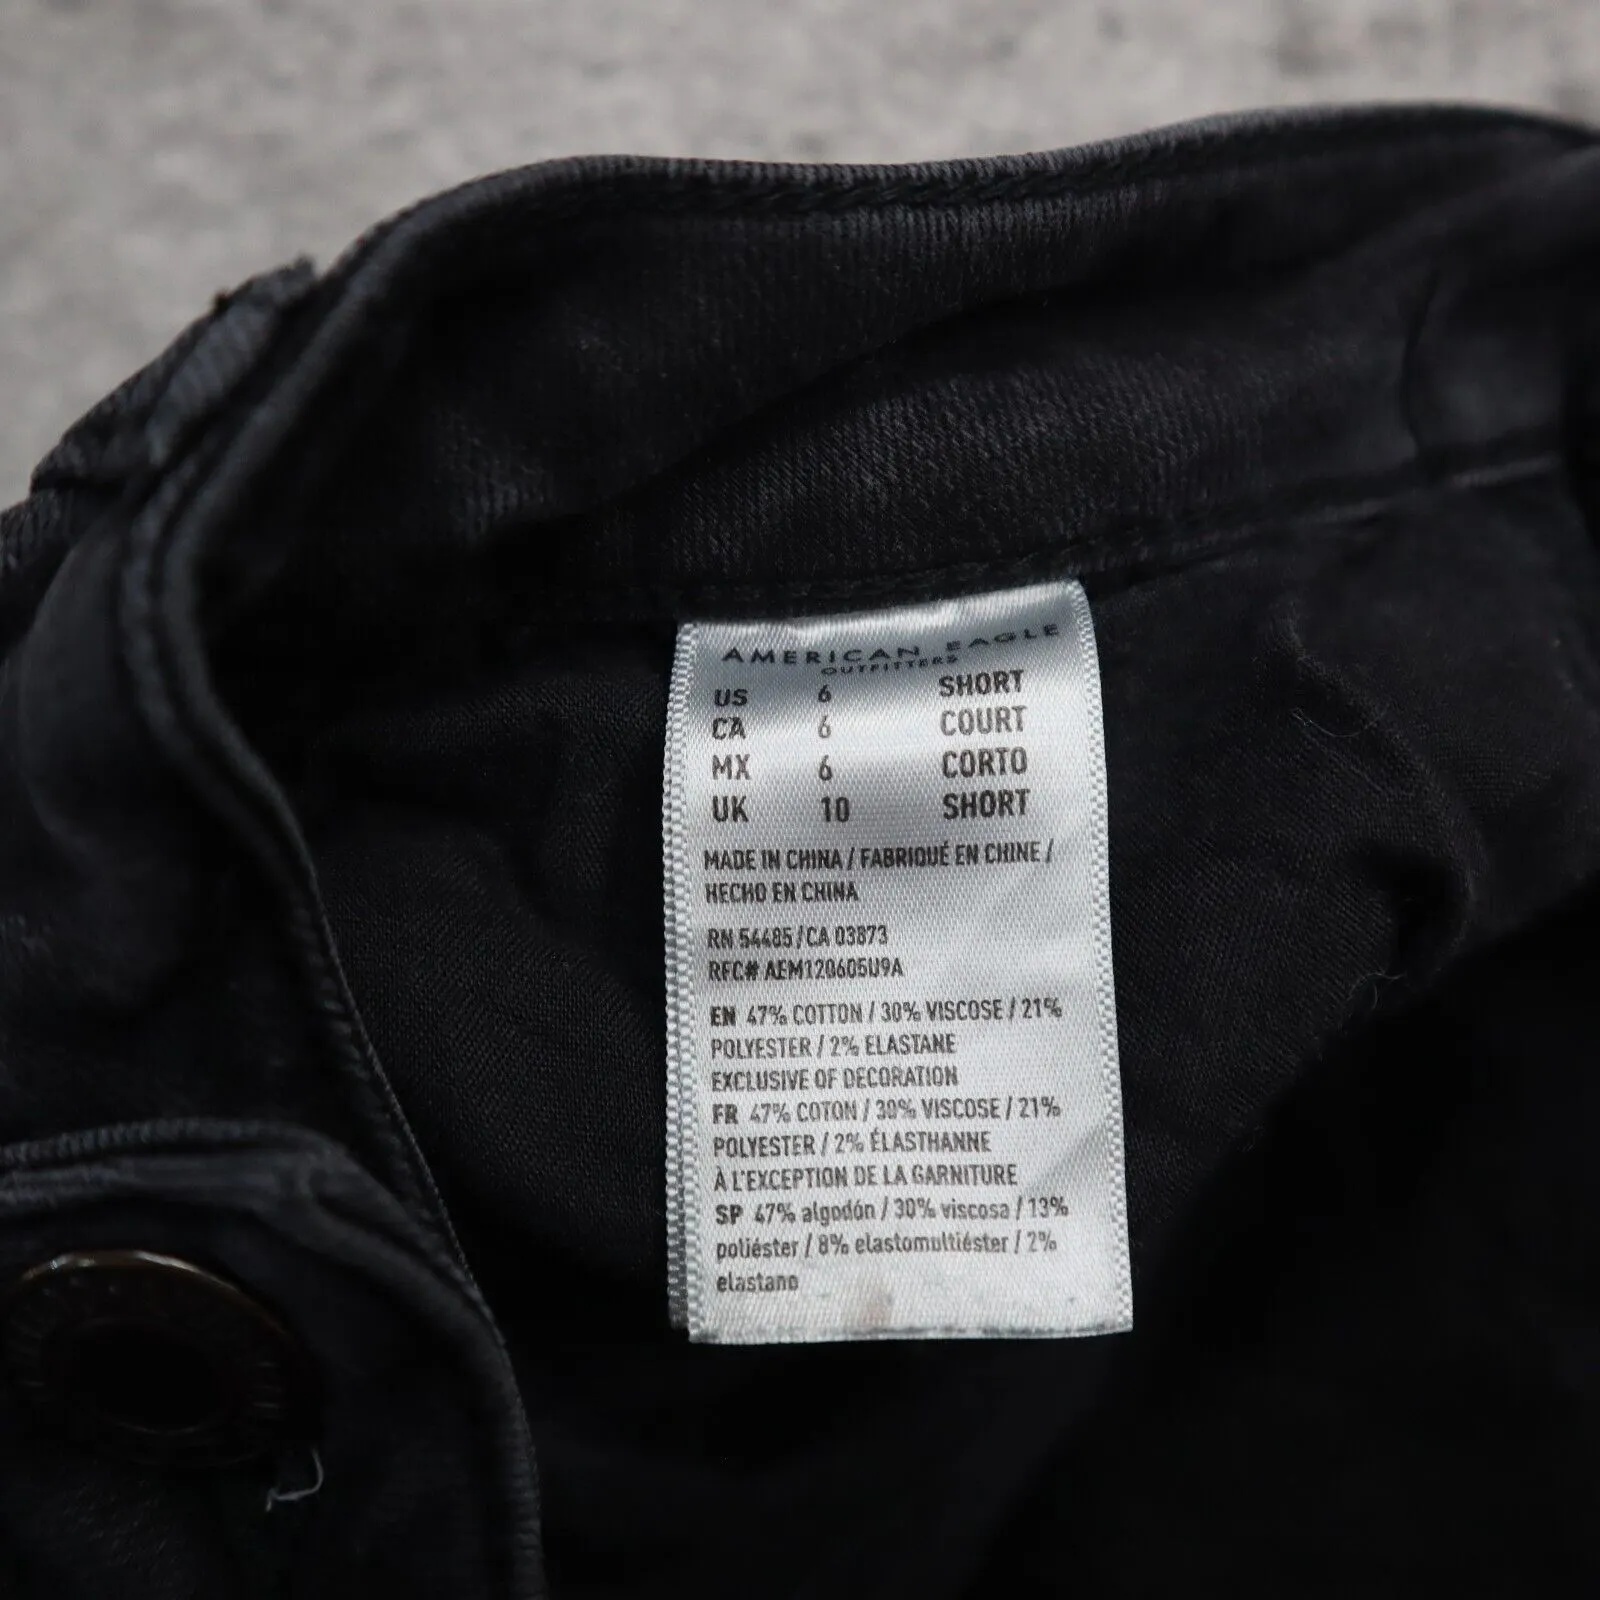 AMERICAN EAGLE
OUTFITTERS
US 6 SHORT
CA 6 COURT
MX 6 CORTO
UK 10 SHORT
MADE IN CHINA / FABRIQUÉ EN CHINE /
HECHO EN CHINA
RN 54485 / CA 03873
RFC# AEM120605U9A
EN 47% COTTON / 30% VISCOSE / 21%
POLYESTER / 2% ELASTANE
EXCLUSIVE OF DECORATION
FR 47% COTON / 30% VISCOSE / 21%
POLYESTER / 2% ÉLASTHANNE
À L'EXCEPTION DE LA GARNITURE
SP 47% algodón / 30% viscosa / 13%
poliéster / 8% elastomultiéster / 2%
elastano